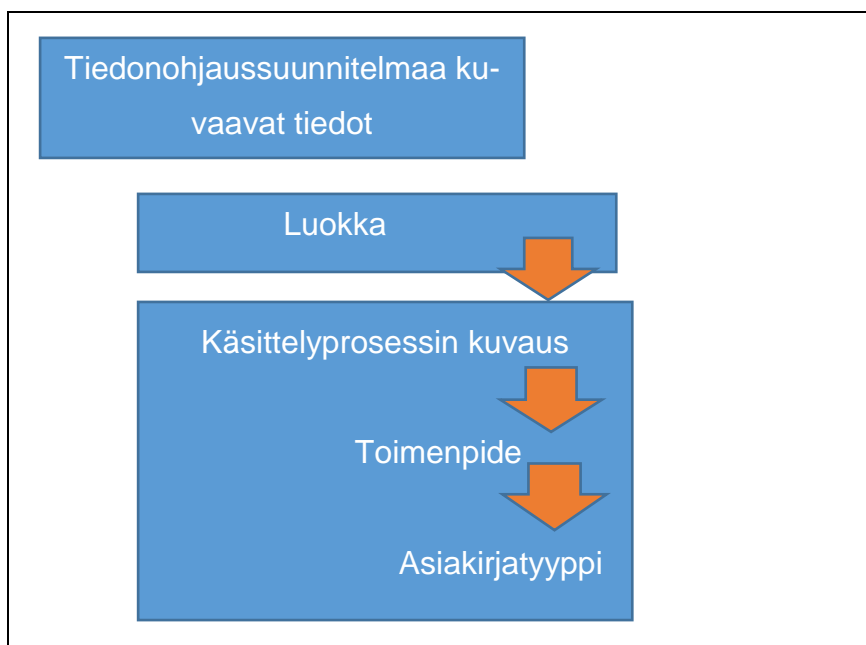 Tiedonohjaussuunnitelmaa ku-
vaavat tiedot
Luokka
Käsittelyprosessin kuvaus
Toimenpide
Asiakirjatyyppi